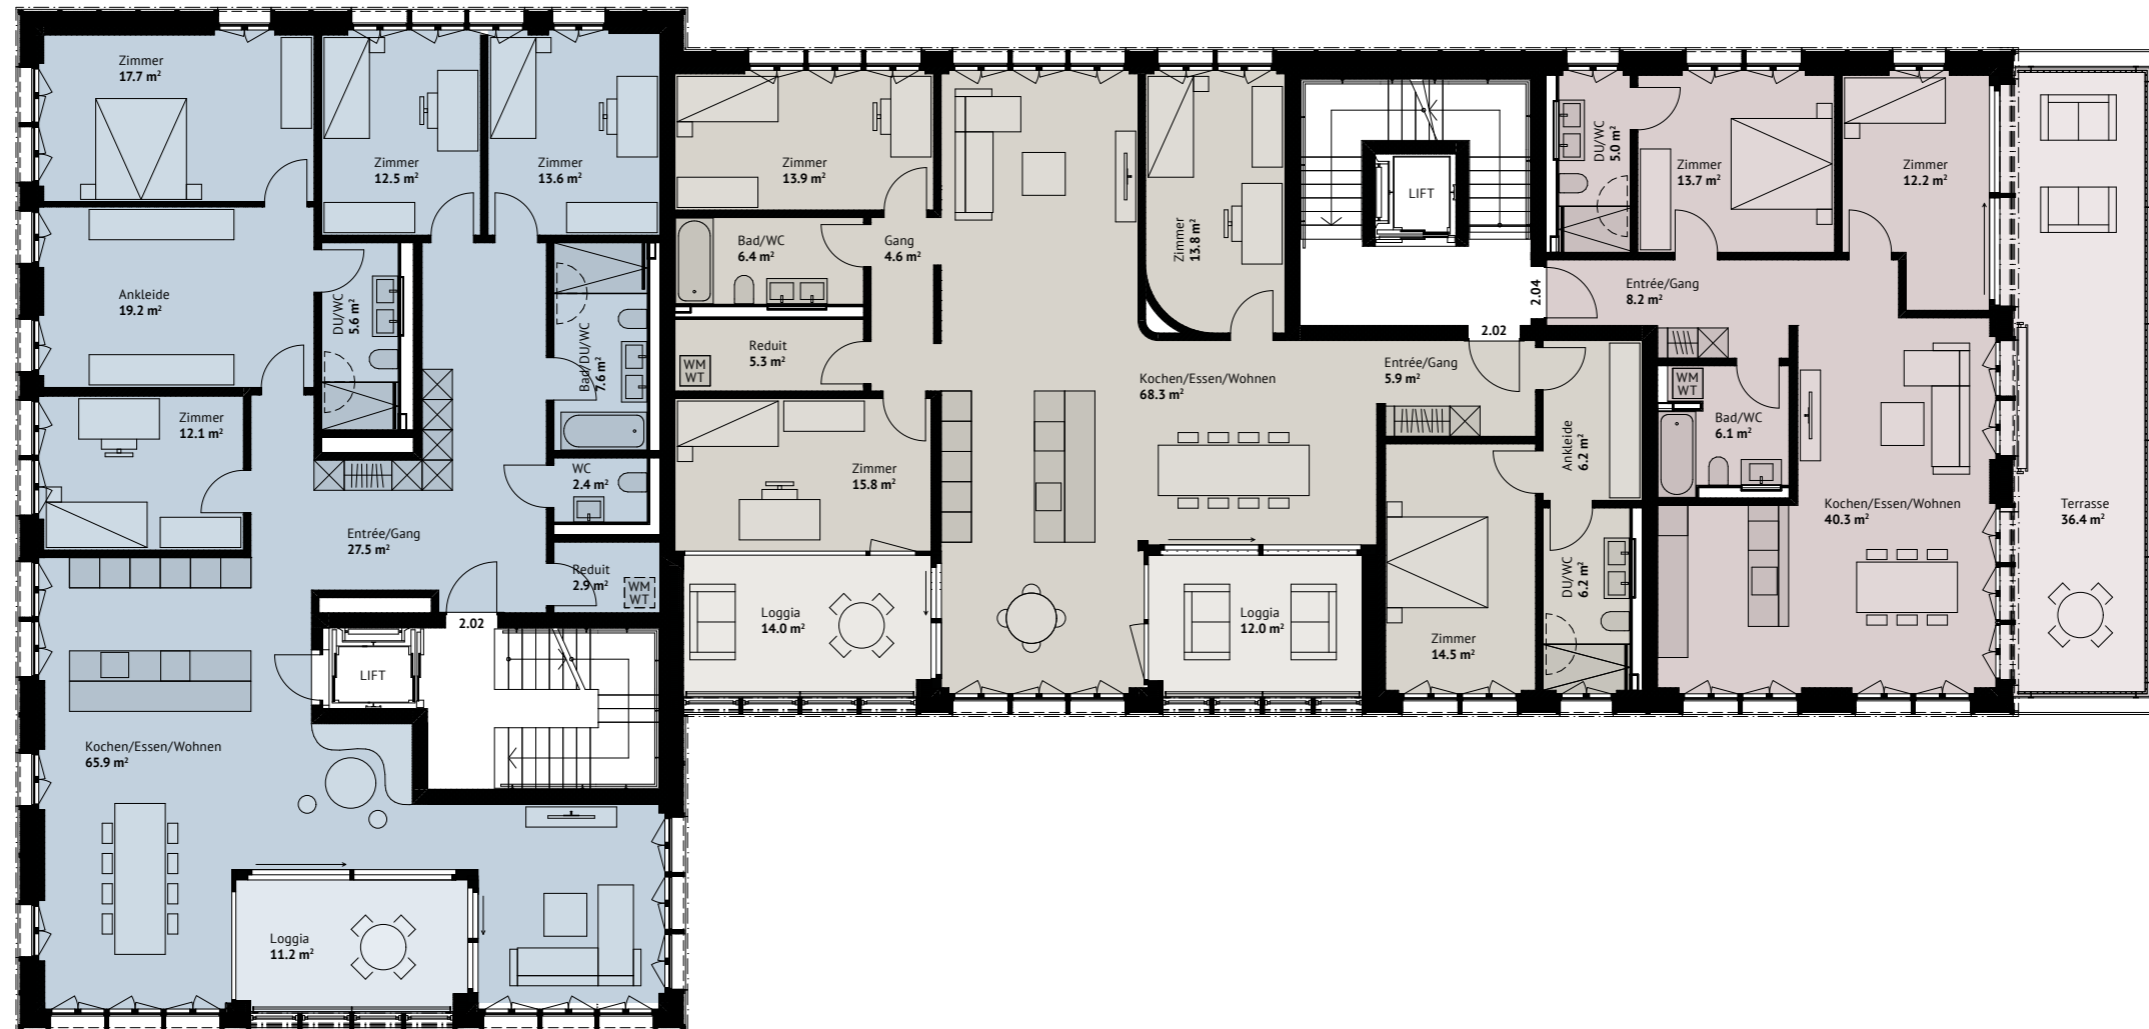 Zimmer
17.7 m²
Zimmer
12.5 m²
Zimmer
13.6 m²
Ankleide
19.2 m²
DU/WC
5.6 m²
Bad/DU/WC
7.6 m²
Zimmer
12.1 m²
WC
2.4 m²
Entrée/Gang
27.5 m²
Reduit
2.9 m²
WM
WT
2.02
LIFT
Kochen/Essen/Wohnen
65.9 m²
Loggia
11.2 m²
Zimmer
13.9 m²
Bad/WC
6.4 m²
Gang
4.6 m²
Reduit
5.3 m²
WM
WT
Zimmer
15.8 m²
Loggia
14.0 m²
Zimmer
13.8 m²
Kochen/Essen/Wohnen
68.3 m²
Loggia
12.0 m²
LIFT
2.02
2.04
Entrée/Gang
5.9 m²
Ankleide
6.2 m²
DU/WC
6.2 m²
Zimmer
14.5 m²
DU/WC
5.0 m²
Zimmer
13.7 m²
Zimmer
12.2 m²
Entrée/Gang
8.2 m²
WM
WT
Bad/WC
6.1 m²
Kochen/Essen/Wohnen
40.3 m²
Terrasse
36.4 m²